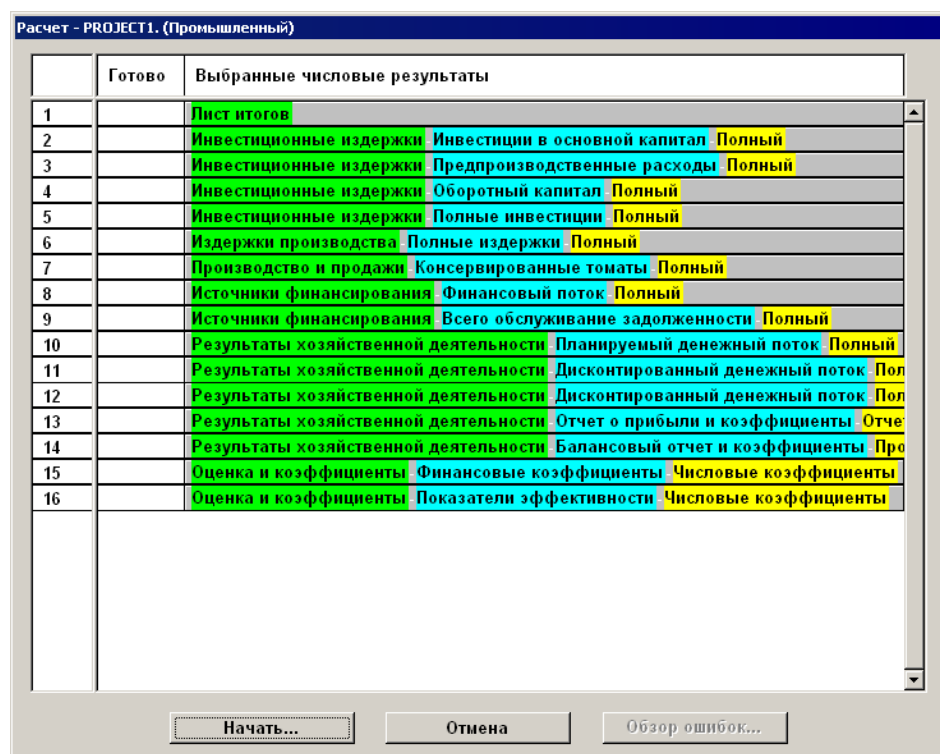 Расчет - PROJECT1. (Промышленный)
Готово Выбранные числовые результаты
1 Лист итогов
2 Инвестиционные издержки - Инвестиции в основной капитал - Полный
3 Инвестиционные издержки - Предпроизводственные расходы - Полный
4 Инвестиционные издержки - Оборотный капитал - Полный
5 Инвестиционные издержки - Полные инвестиции - Полный
6 Издержки производства - Полные издержки - Полный
7 Производство и продажи - Консервированные томаты - Полный
8 Источники финансирования - Финансовый поток - Полный
9 Источники финансирования - Всего обслуживание задолженности - Полный
10 Результаты хозяйственной деятельности - Планируемый денежный поток - Полный
11 Результаты хозяйственной деятельности - Дисконтированный денежный поток - Пол
12 Результаты хозяйственной деятельности - Дисконтированный денежный поток - Пол
13 Результаты хозяйственной деятельности - Отчет о прибыли и коэффициенты - Отче
14 Результаты хозяйственной деятельности - Балансовый отчет и коэффициенты - Про
15 Оценка и коэффициенты - Финансовые коэффициенты - Числовые коэффициенты
16 Оценка и коэффициенты - Показатели эффективности - Числовые коэффициенты
Начать... Отмена Обзор ошибок...